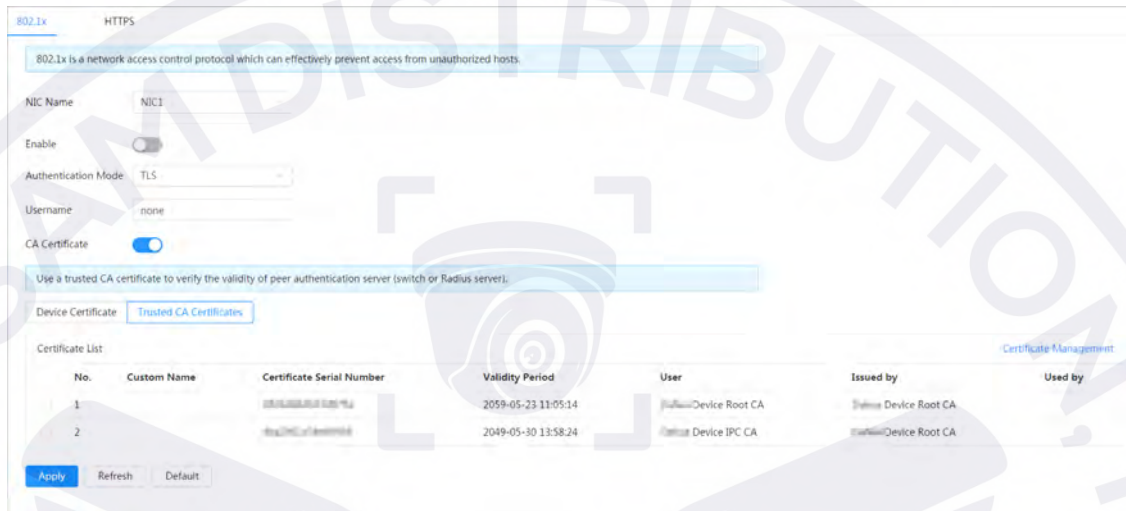 802.1x HTTPS
802.1x is a network access control protocol which can effectively prevent access from unauthorized hosts.
NIC Name NIC1
Enable
Authentication Mode TLS
Username none
CA Certificate
Use a trusted CA certificate to verify the validity of peer authentication server (switch or Radius server).
Device Certificate Trusted CA Certificates
Certificate List Certificate Management
No. Custom Name Certificate Serial Number Validity Period User Issued by Used by
1 2059-05-23 11:05:14 Device Root CA Device Root CA
2 2049-05-30 13:58:24 Device IPC CA Device Root CA
Apply Refresh Default
DISTRIBUTION